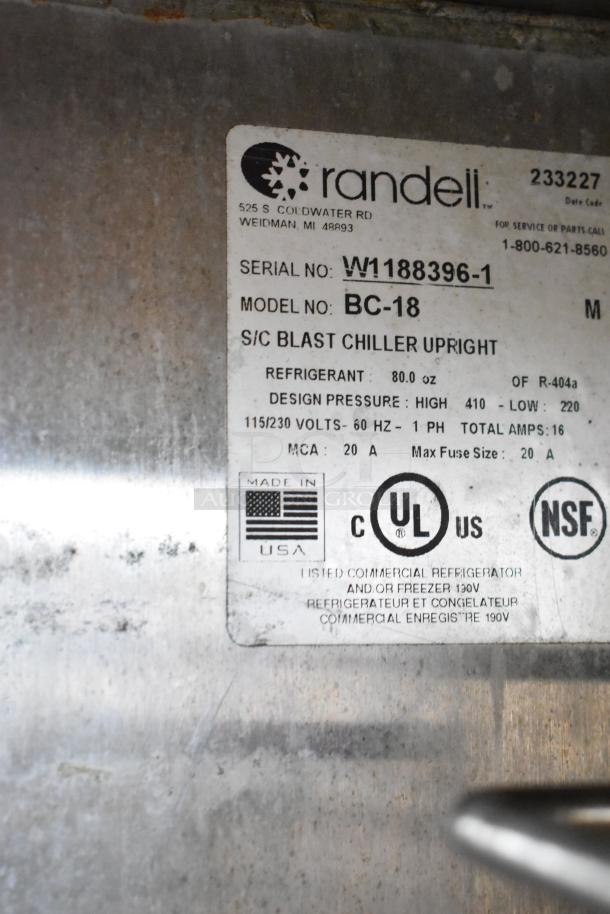 randell™
233227
Date Code
525 S. COLDWATER RD
WEIDMAN, MI 48893
FOR SERVICE OR PARTS CALL
1-800-621-8560
SERIAL NO: W1188396-1
MODEL NO: BC-18 M
S/C BLAST CHILLER UPRIGHT
REFRIGERANT : 80.0 oz OF R-404a
DESIGN PRESSURE : HIGH 410 - LOW : 220
115/230 VOLTS- 60 HZ - 1 PH TOTAL AMPS: 16
MCA : 20 A Max Fuse Size : 20 A
MADE IN
USA
C UL ® US
NSF®
LISTED COMMERCIAL REFRIGERATOR
AND/OR FREEZER 190V
REFRIGERATEUR ET CONGELATEUR
COMMERCIAL ENREGISTRE 190V